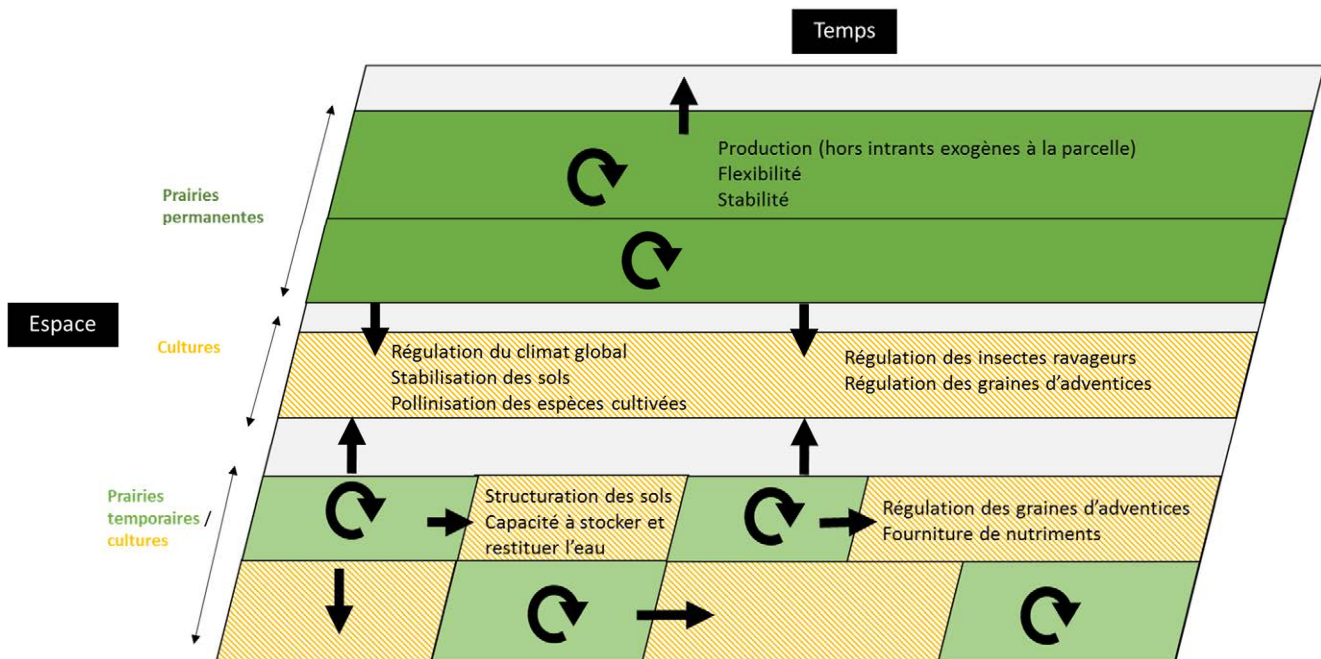 Temps
Production (hors intrants exogènes à la parcelle)
Flexibilité
Stabilité
Prairies
permanentes
Espace
Cultures
Régulation du climat global
Stabilisation des sols
Pollinisation des espèces cultivées
Régulation des insectes ravageurs
Régulation des graines d'adventices
Prairies
temporaires /
cultures
Structuration des sols
Capacité à stocker et
restituer l'eau
Régulation des graines d'adventices
Fourniture de nutriments